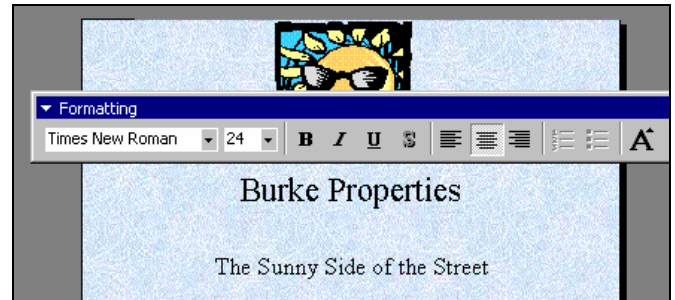 Formatting
Times New Roman 24 B I U S A
Burke Properties
The Sunny Side of the Street